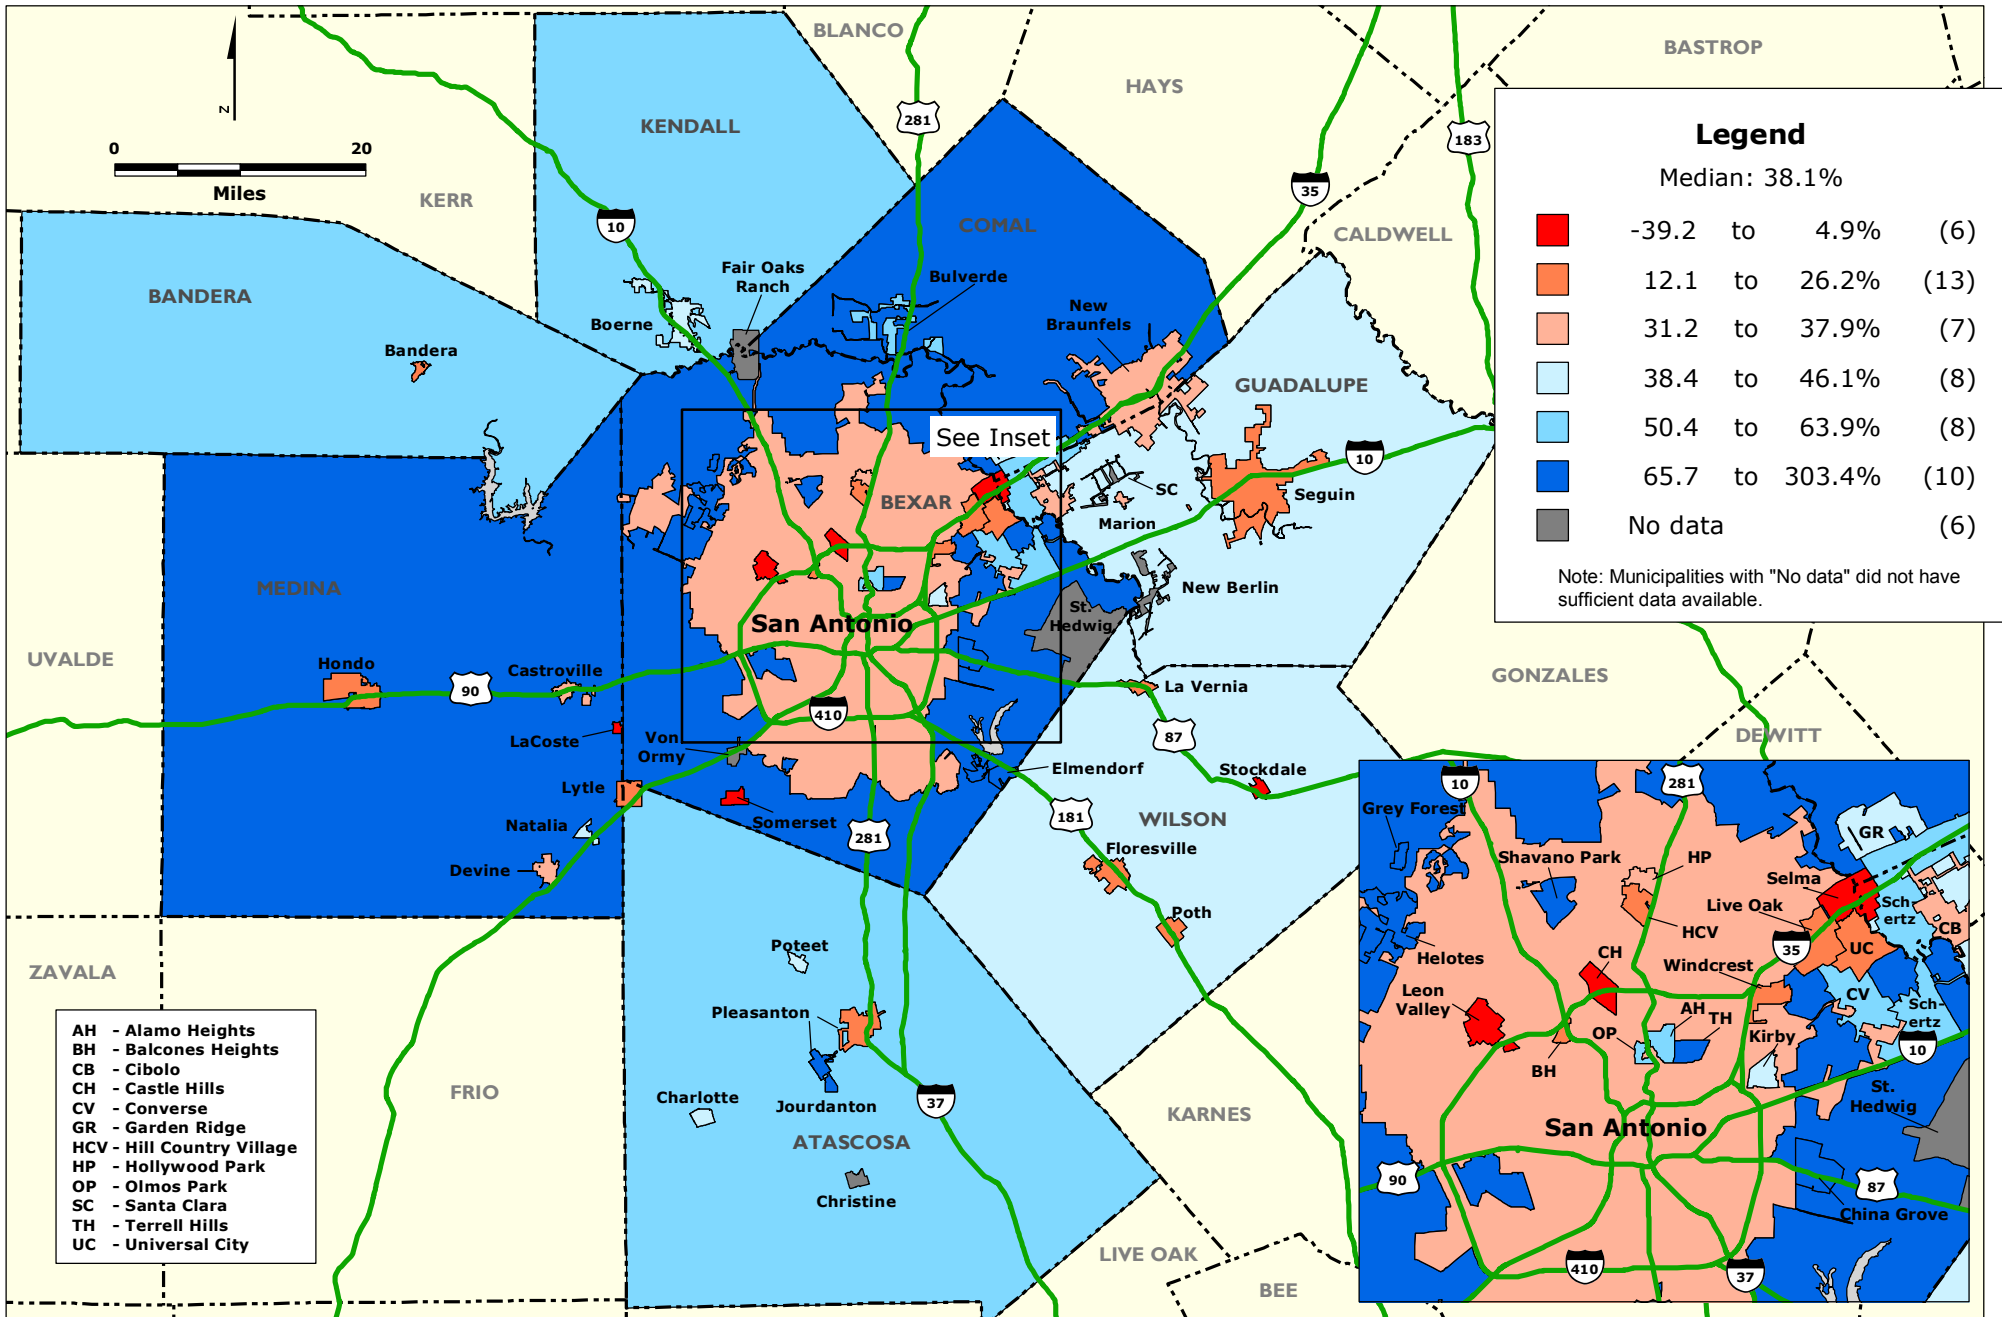 BLANCO
BASTROP
HAYS
KENDALL
281
183
Legend
Median: 38.1%
-39.2 to 4.9% (6)
12.1 to 26.2% (13)
31.2 to 37.9% (7)
38.4 to 46.1% (8)
50.4 to 63.9% (8)
65.7 to 303.4% (10)
No data (6)
Note: Municipalities with "No data" did not have
sufficient data available.
N
0 20
Miles
KERR
35
10
COMAL
CALDWELL
Fair Oaks
Ranch
Bulverde
BANDERA
New
Braunfels
Boerne
Bandera
GUADALUPE
See Inset
10
BEXAR
SC
Seguin
Marion
MEDINA
New Berlin
St.
Hedwig
San Antonio
UVALDE
Hondo
Castroville
90
La Vernia
GONZALES
410
LaCoste
Von
Ormy
87
DEWITT
Elmendorf
Stockdale
Lytle
Somerset
181
WILSON
Natalia
281
Floresville
Devine
Poth
ZAVALA
Poteet
Pleasanton
FRIO
Charlotte
Jourdanton
37
KARNES
ATASCOSA
Christine
LIVE OAK
BEE
AH - Alamo Heights
BH - Balcones Heights
CB - Cibolo
CH - Castle Hills
CV - Converse
GR - Garden Ridge
HCV - Hill Country Village
HP - Hollywood Park
OP - Olmos Park
SC - Santa Clara
TH - Terrell Hills
UC - Universal City
10
281
Grey Forest
GR
Shavano Park
HP
Selma
Live Oak
Sch
ertz
HCV
CB
35
UC
Helotes
CH
Windcrest
Leon
Valley
CV
Sch-
ertz
AH
TH
OP
Kirby
10
BH
St.
Hedwig
San Antonio
90
87
China Grove
410
37